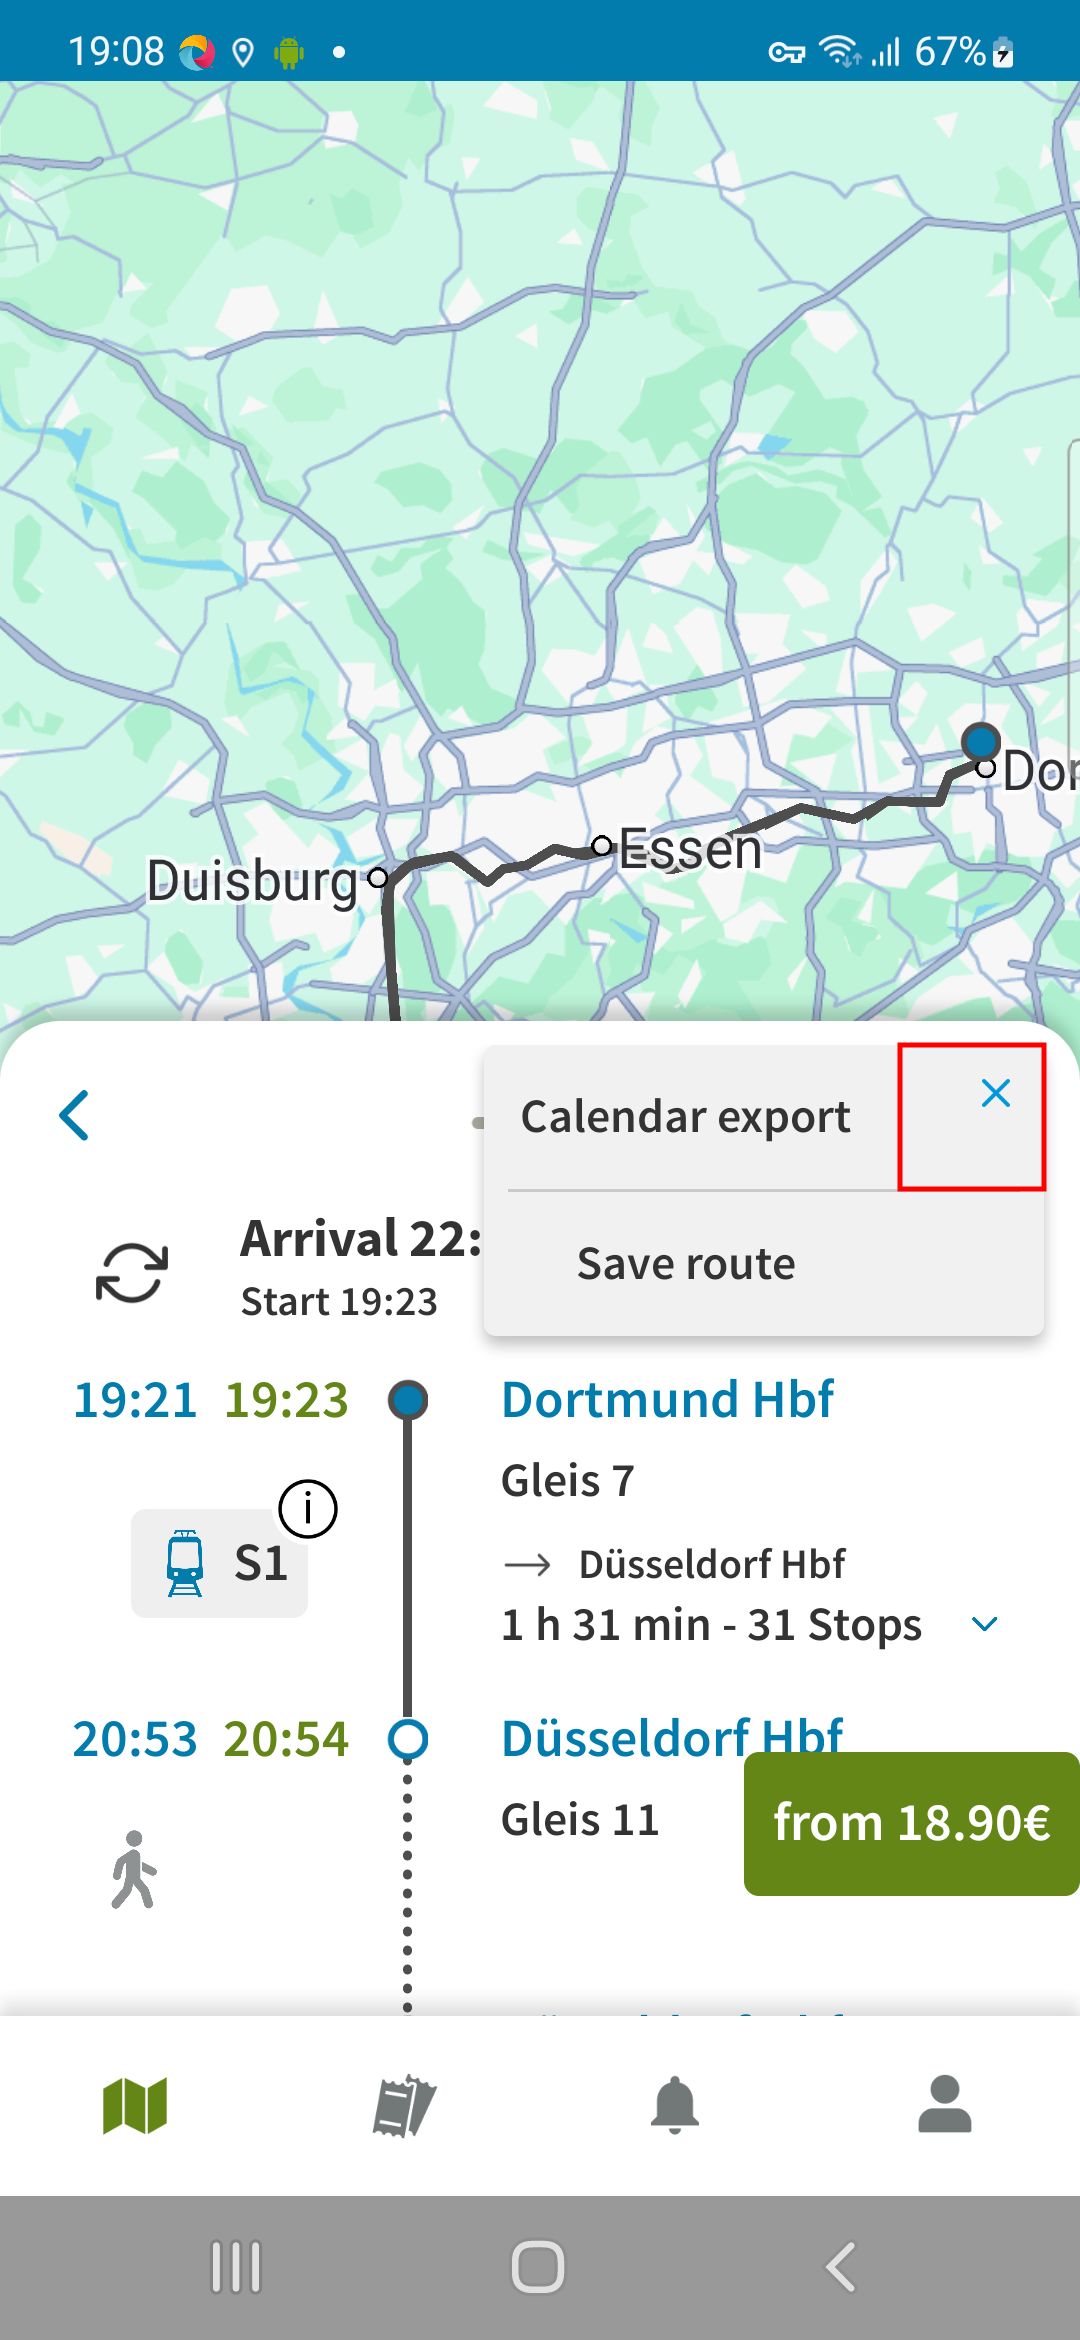 19:08
67%
Dor
Essen
Duisburg
Calendar export
Save route
Arrival 22:
Start 19:23
19:21 19:23 Dortmund Hbf
Gleis 7
S1
Düsseldorf Hbf
1 h 31 min - 31 Stops
20:53 20:54 Düsseldorf Hbf
Gleis 11
from 18.90€